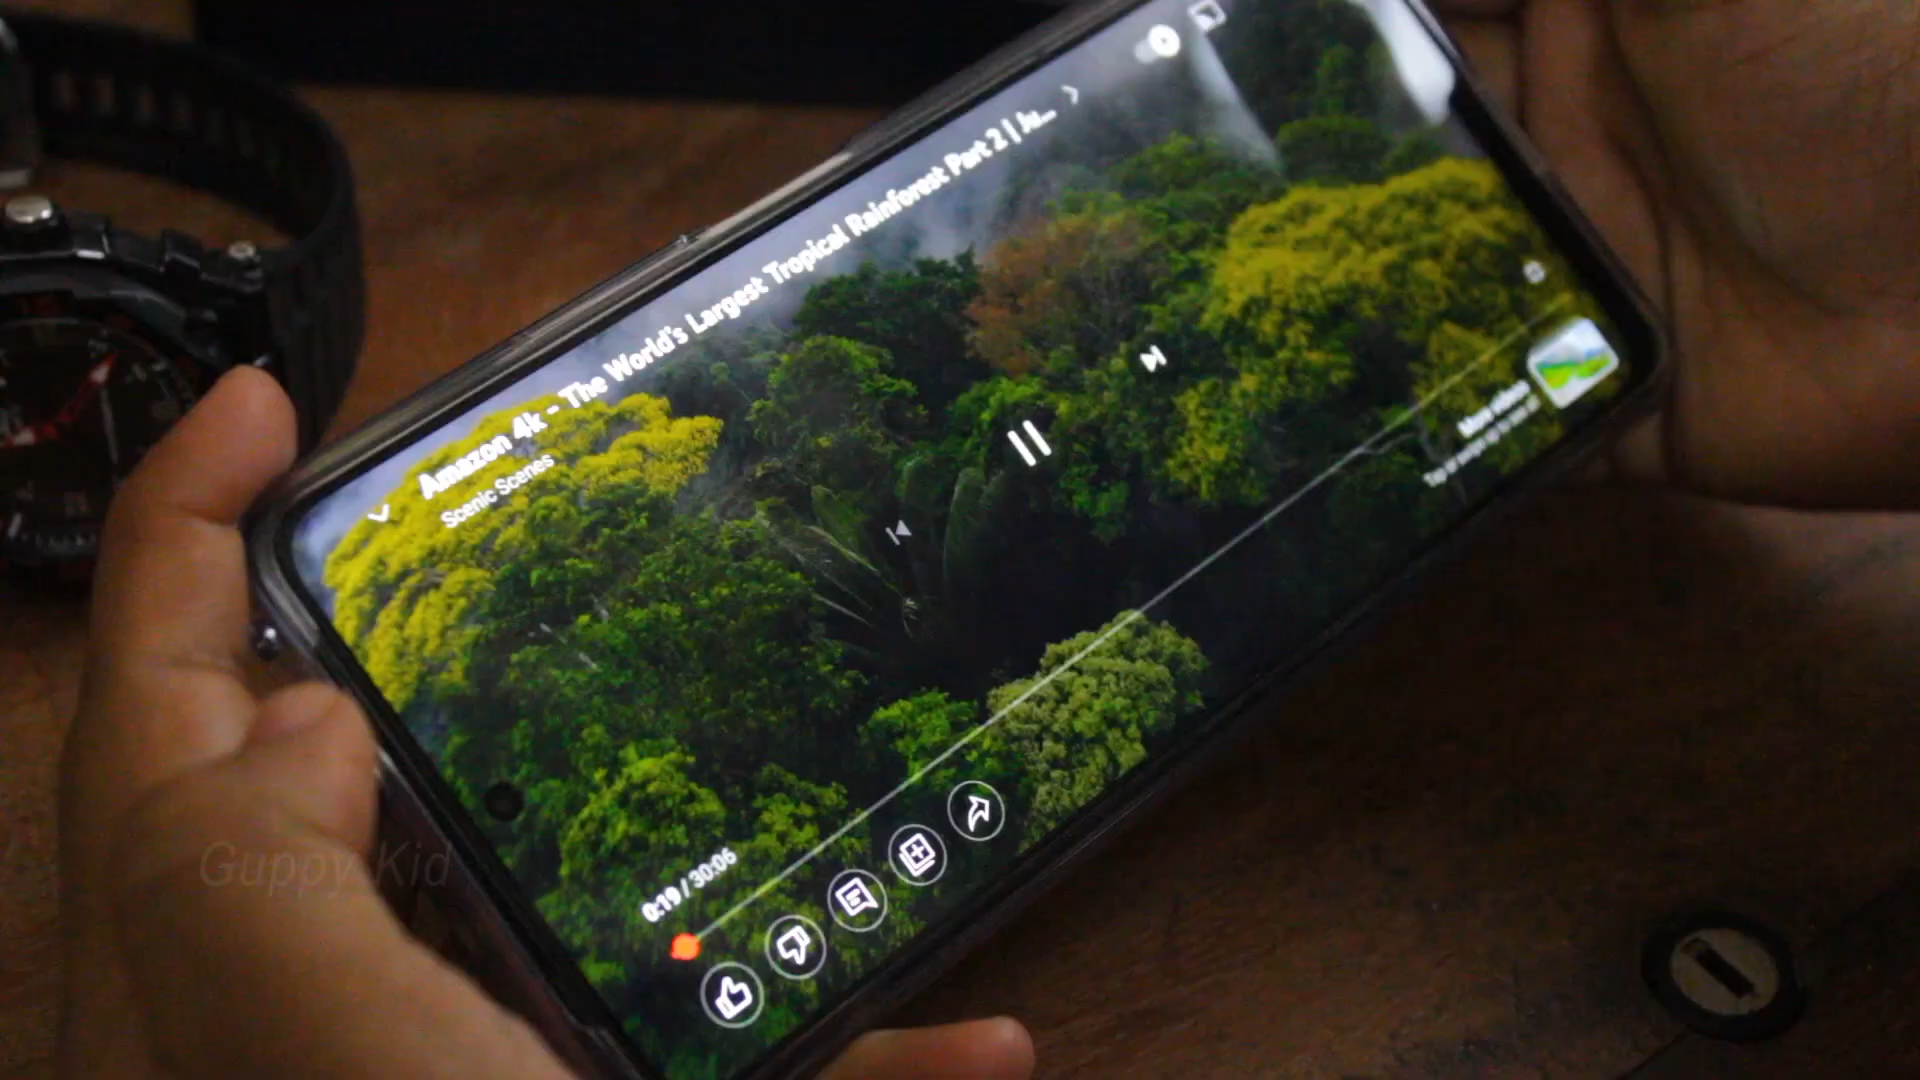 Amazon 4k - The World's Largest Tropical Rainforest Part 2 | Ju...
Scenic Scenes
More videos
0:19 / 30:06
Guppy Kid